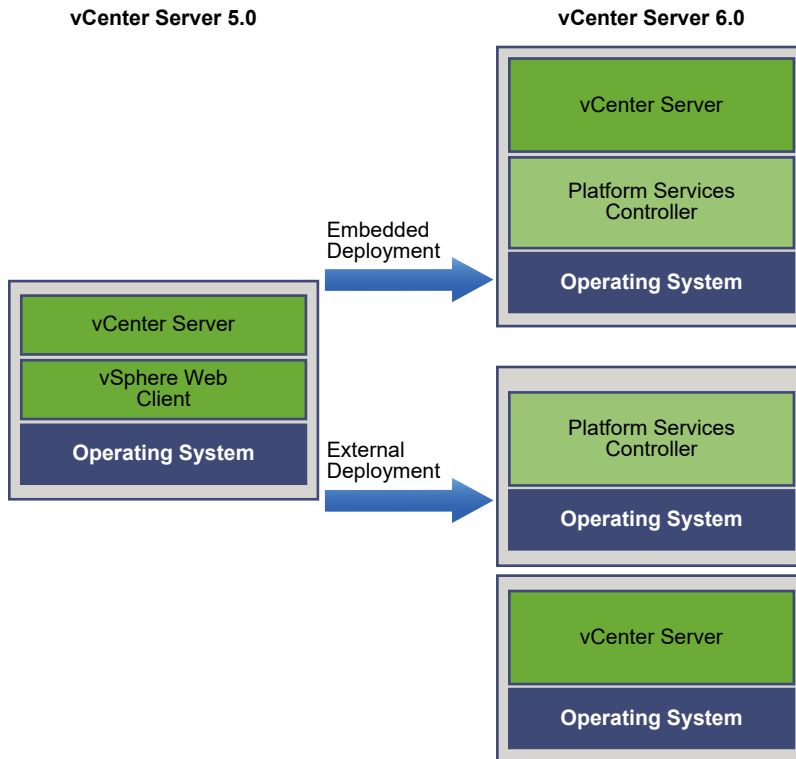 vCenter Server 5.0
vCenter Server 6.0
vCenter Server
Platform Services
Controller
Operating System
Embedded
Deployment
vCenter Server
vSphere Web
Client
Operating System
External
Deployment
Platform Services
Controller
Operating System
vCenter Server
Operating System